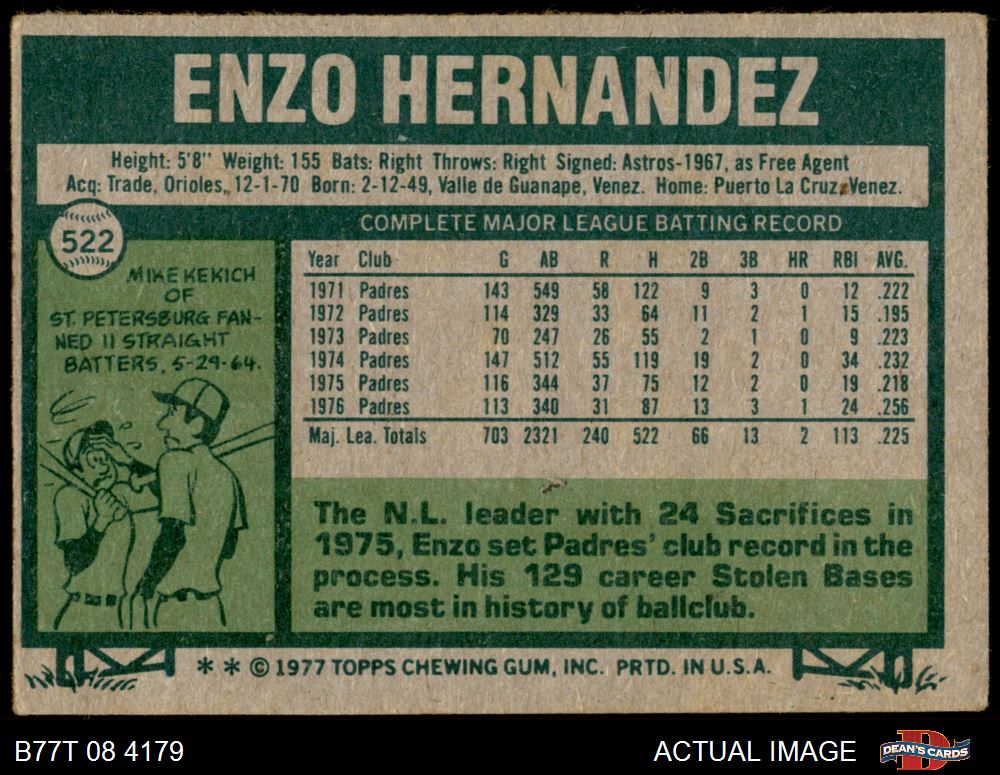 ENZO HERNANDEZ
Height: 5'8" Weight: 155 Bats: Right Throws: Right Signed: Astros-1967, as Free Agent
Acq: Trade, Orioles, 12-1-70 Born: 2-12-49, Valle de Guanape, Venez. Home: Puerto La Cruz, Venez.
522
MIKE KEKICH
OF
ST. PETERSBURG FAN-
NED 11 STRAIGHT
BATTERS, 5-29-64.
COMPLETE MAJOR LEAGUE BATTING RECORD
Year Club G AB R H 2B 3B HR RBI AVG.
1971 Padres 143 549 58 122 9 3 0 12 .222
1972 Padres 114 329 33 64 11 2 1 15 .195
1973 Padres 70 247 26 55 2 1 0 9 .223
1974 Padres 147 512 55 119 19 2 0 34 .232
1975 Padres 116 344 37 75 12 2 0 19 .218
1976 Padres 113 340 31 87 13 3 1 24 .256
Maj. Lea. Totals 703 2321 240 522 66 13 2 113 .225
The N.L. leader with 24 Sacrifices in
1975, Enzo set Padres' club record in the
process. His 129 career Stolen Bases
are most in history of ballclub.
** © 1977 TOPPS CHEWING GUM, INC. PRTD. IN U.S.A.
B77T 08 4179
ACTUAL IMAGE
DEAN'S CARDS